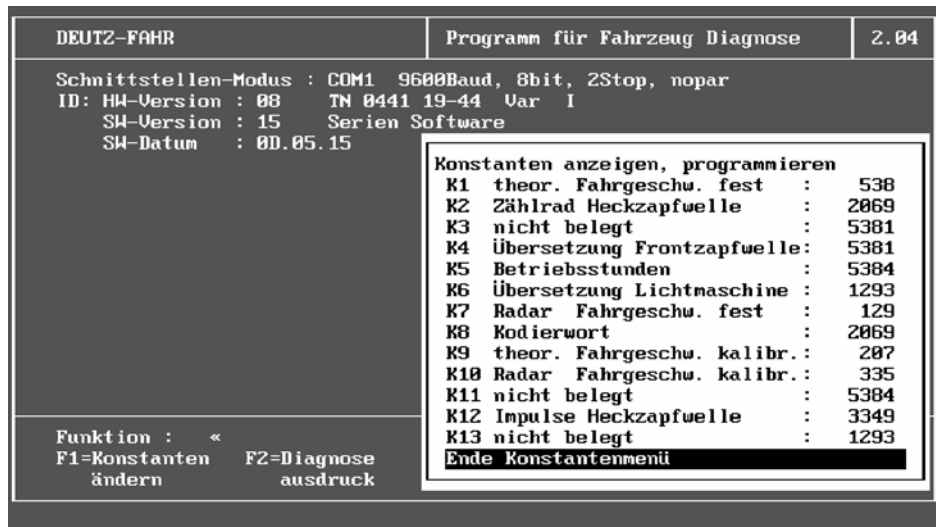 DEUTZ-FAHR Programm für Fahrzeug Diagnose 2.04
Schnittstellen-Modus : COM1 9600Baud, 8bit, 2Stop, nopar
ID: HW-Version : 08 TN 0441 19-44 Var I
SW-Version : 15 Serien Software
SW-Datum : 0D.05.15
Konstanten anzeigen, programmieren
K1 theor. Fahrgeschw. fest : 538
K2 Zählrad Heckzapfwelle : 2069
K3 nicht belegt : 5381
K4 Übersetzung Frontzapfwelle: 5381
K5 Betriebsstunden : 5384
K6 Übersetzung Lichtmaschine : 1293
K7 Radar Fahrgeschw. fest : 129
K8 Kodierwort : 2069
K9 theor. Fahrgeschw. kalibr.: 207
K10 Radar Fahrgeschw. kalibr.: 335
K11 nicht belegt : 5384
K12 Impulse Heckzapfwelle : 3349
K13 nicht belegt : 1293
Ende Konstantenmenü
Funktion : «
F1=Konstanten F2=Diagnose
ändern ausdruck